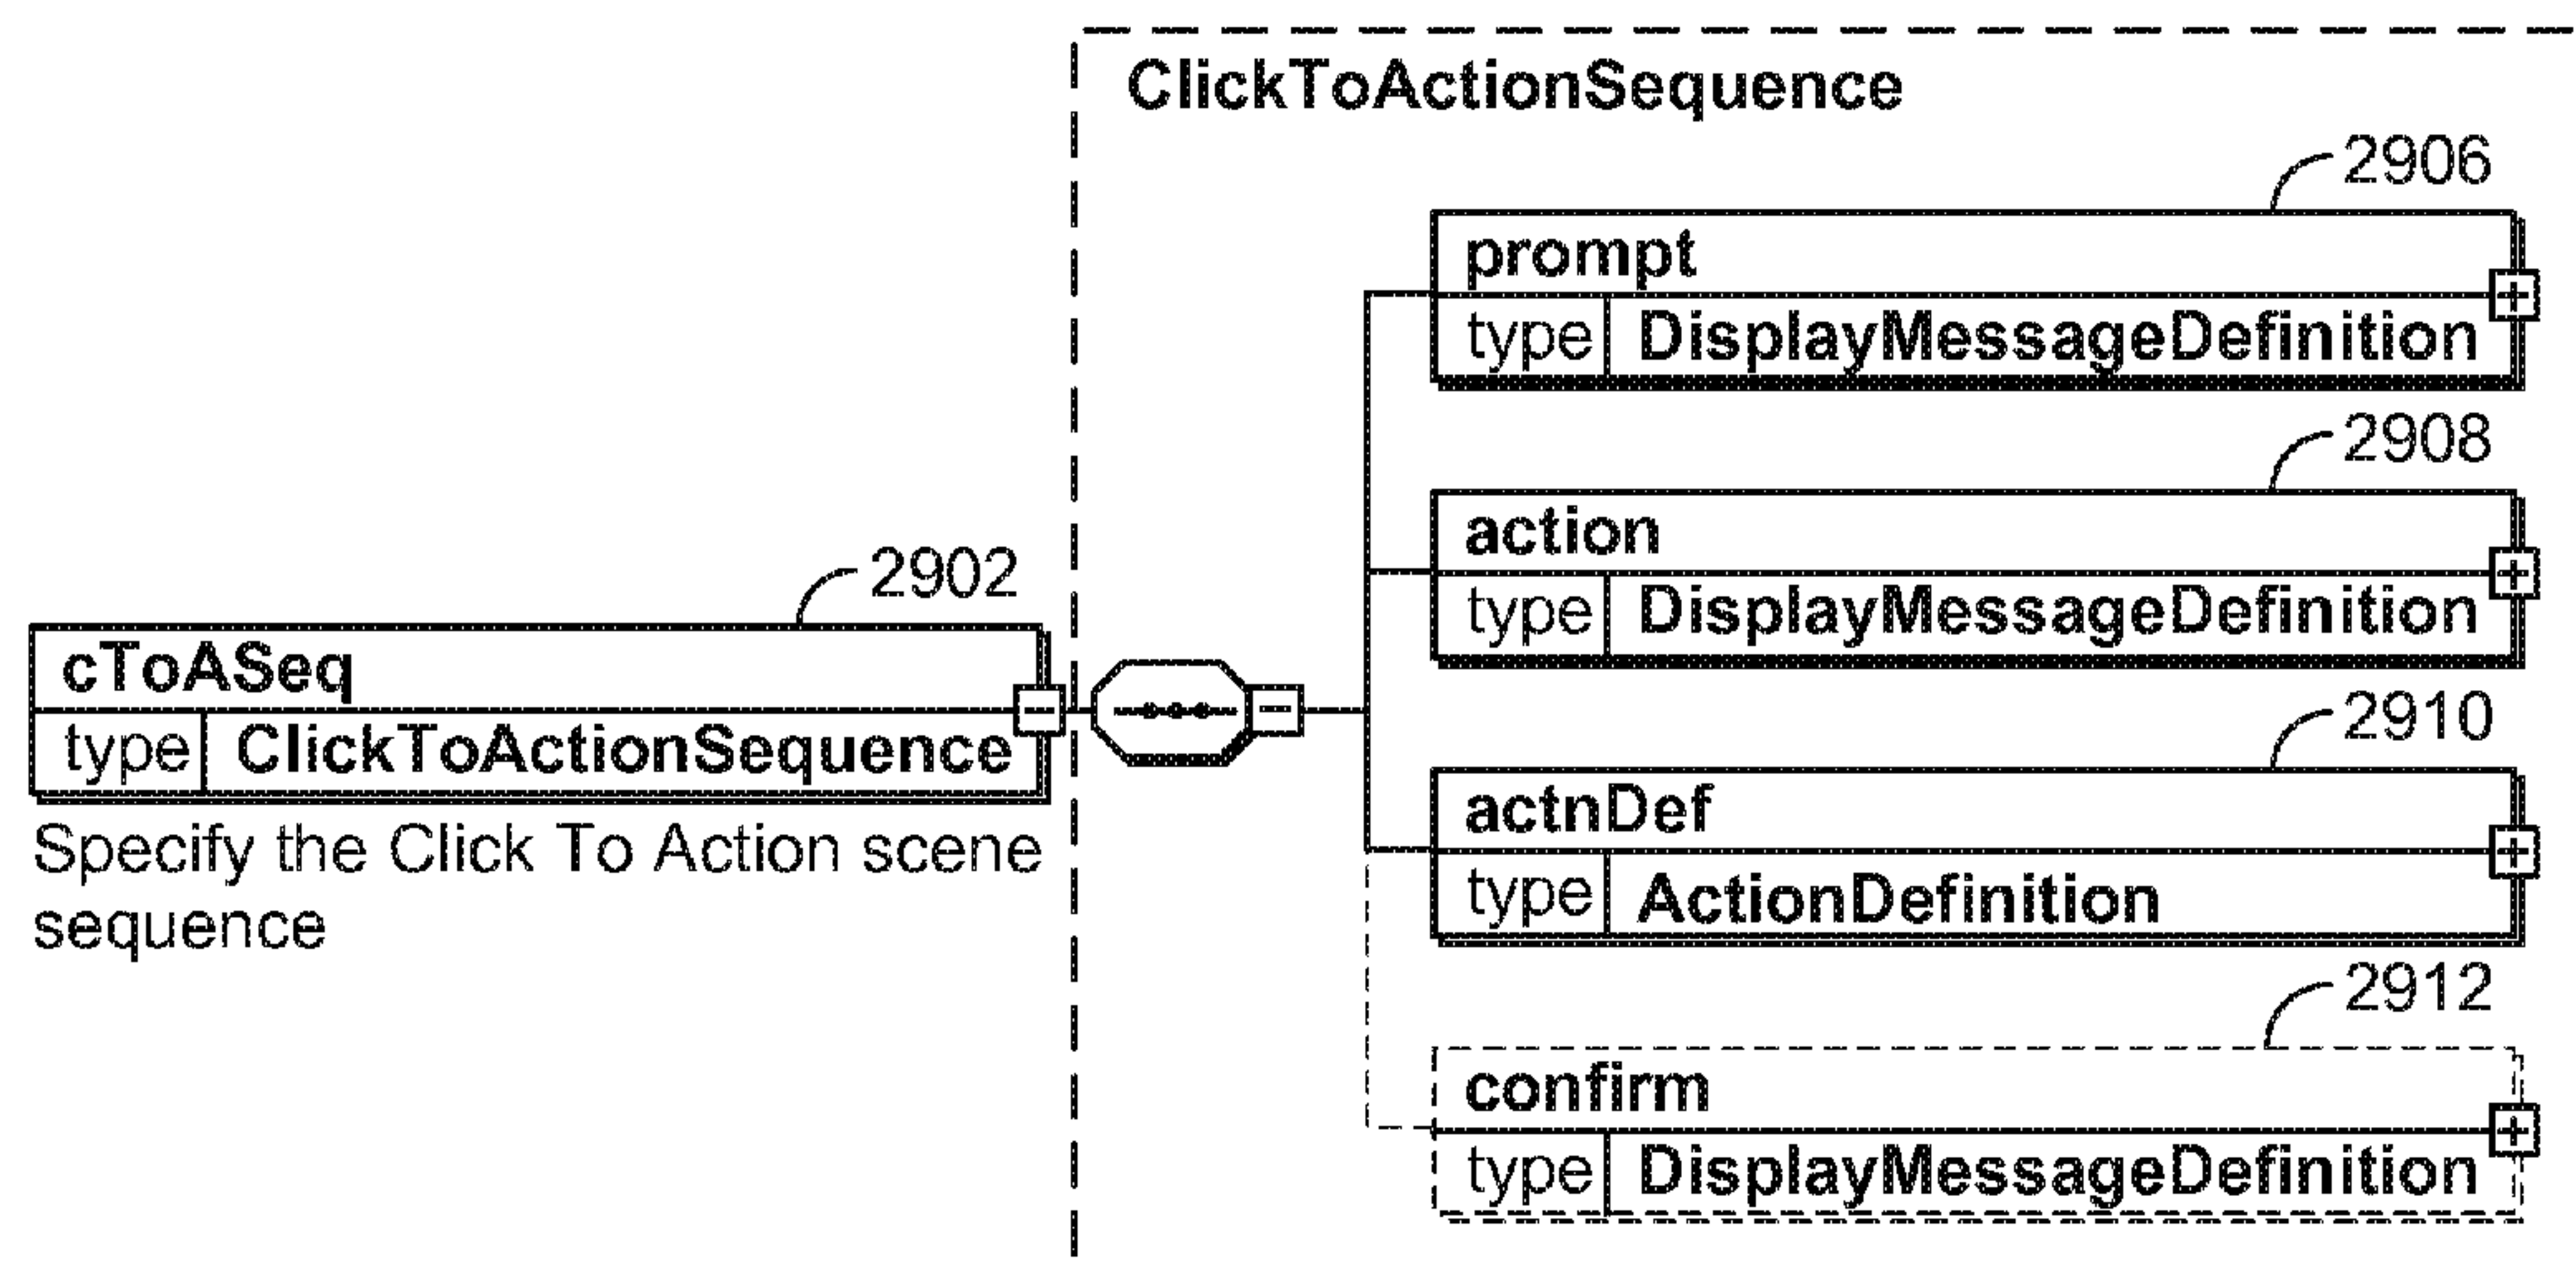 ClickToActionSequence
2906
prompt
type DisplayMessageDefinition
2908
action
type DisplayMessageDefinition
2902
cToASeq
type ClickToActionSequence
Specify the Click To Action scene
sequence
2910
actnDef
type ActionDefinition
2912
confirm
type DisplayMessageDefinition